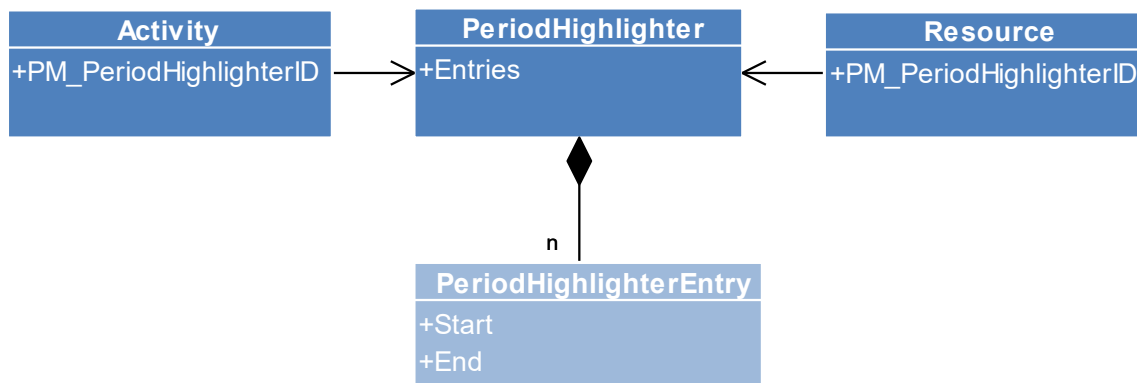 Activity
+PM_PeriodHighlighterID
PeriodHighlighter
+Entries
Resource
+PM_PeriodHighlighterID
n
PeriodHighlighterEntry
+Start
+End